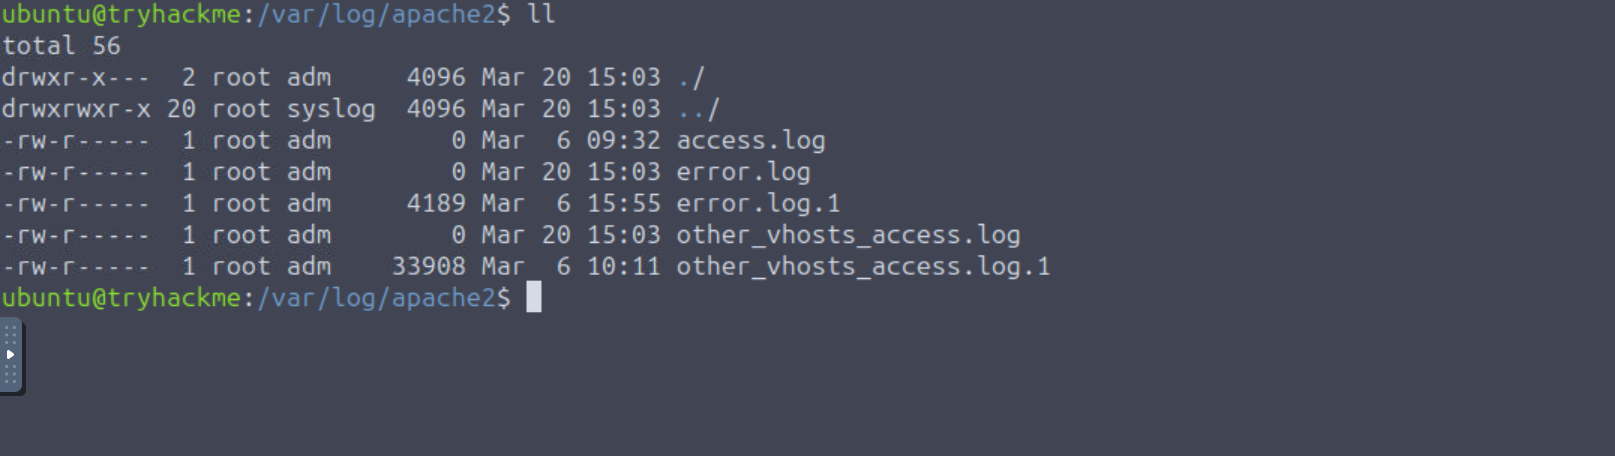 ubuntu@tryhackme:/var/log/apache2$ ll
total 56
drwxr-x---  2 root adm     4096 Mar 20 15:03 ./
drwxrwxr-x 20 root syslog  4096 Mar 20 15:03 ../
-rw-r-----  1 root adm        0 Mar  6 09:32 access.log
-rw-r-----  1 root adm        0 Mar 20 15:03 error.log
-rw-r-----  1 root adm     4189 Mar  6 15:55 error.log.1
-rw-r-----  1 root adm        0 Mar 20 15:03 other_vhosts_access.log
-rw-r-----  1 root adm    33908 Mar  6 10:11 other_vhosts_access.log.1
ubuntu@tryhackme:/var/log/apache2$